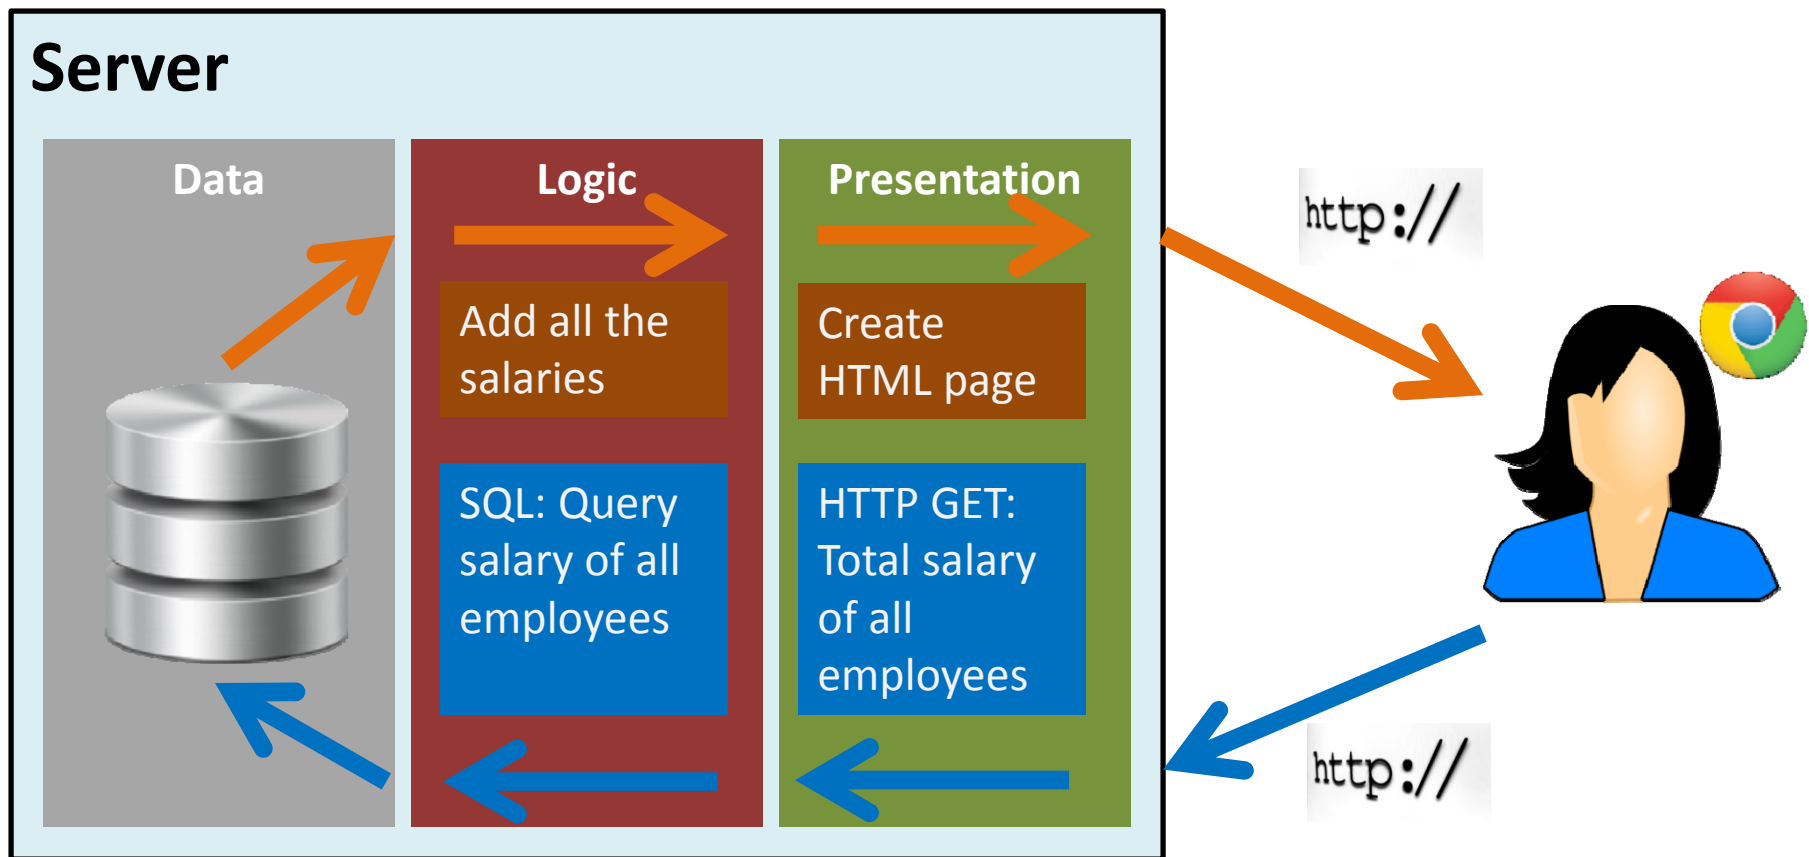 Server
Data
Logic
Presentation
http://
Add all the
salaries
Create
HTML page
SQL: Query
salary of all
employees
HTTP GET:
Total salary
of all
employees
http://